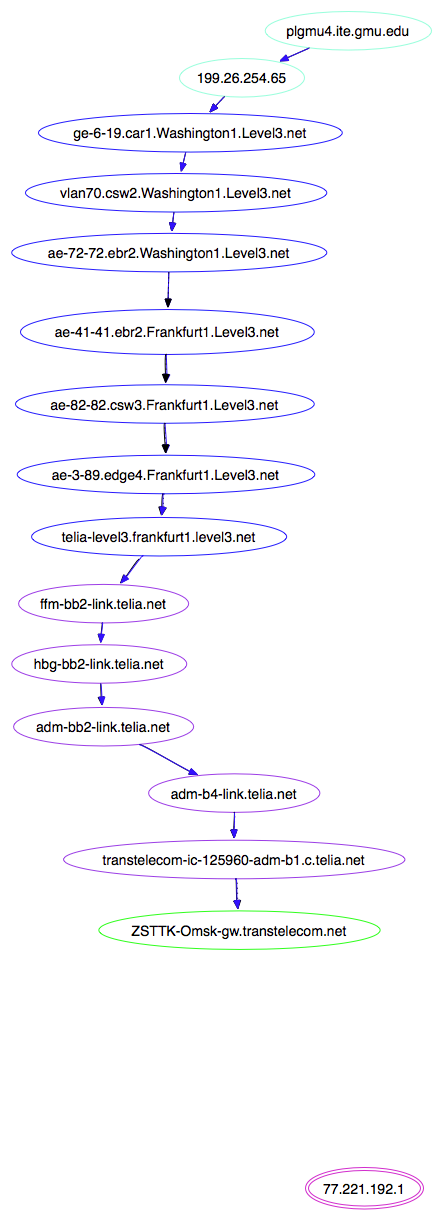 plgmu4.ite.gmu.edu
199.26.254.65
ge-6-19.car1.Washington1.Level3.net
vlan70.csw2.Washington1.Level3.net
ae-72-72.ebr2.Washington1.Level3.net
ae-41-41.ebr2.Frankfurt1.Level3.net
ae-82-82.csw3.Frankfurt1.Level3.net
ae-3-89.edge4.Frankfurt1.Level3.net
telia-level3.frankfurt1.level3.net
ffm-bb2-link.telia.net
hbg-bb2-link.telia.net
adm-bb2-link.telia.net
adm-b4-link.telia.net
transtelecom-ic-125960-adm-b1.c.telia.net
ZSTTK-Omsk-gw.transtelecom.net
77.221.192.1